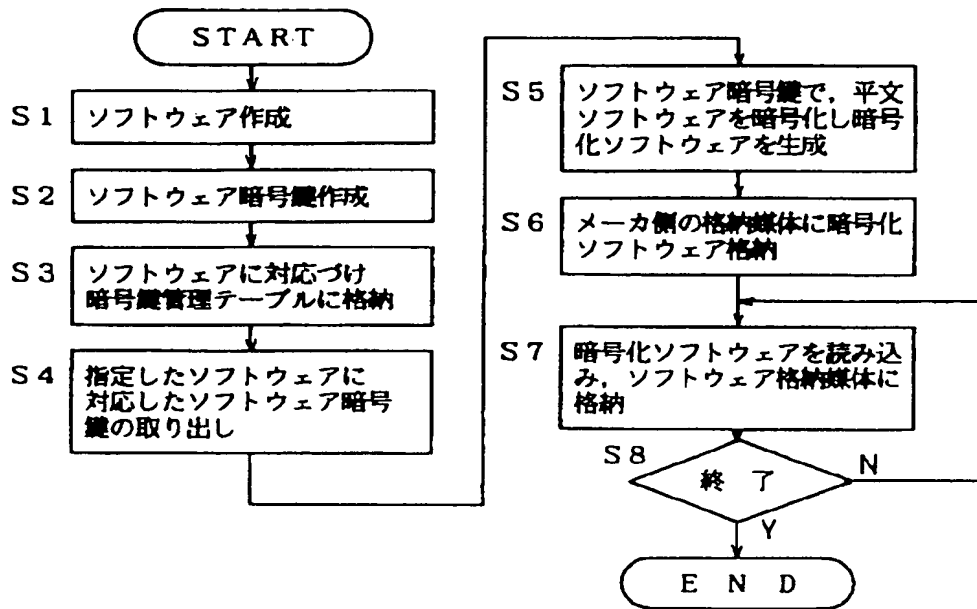 START
S1
ソフトウェア作成
S2
ソフトウェア暗号鍵作成
S3
ソフトウェアに対応づけ
暗号鍵管理テーブルに格納
S4
指定したソフトウェアに
対応したソフトウェア暗号
鍵の取り出し
S5
ソフトウェア暗号鍵で，平文
ソフトウェアを暗号化し暗号
化ソフトウェアを生成
S6
メーカ側の格納媒体に暗号化
ソフトウェア格納
S7
暗号化ソフトウェアを読み込
み，ソフトウェア格納媒体に
格納
S8
終了
N
Y
END